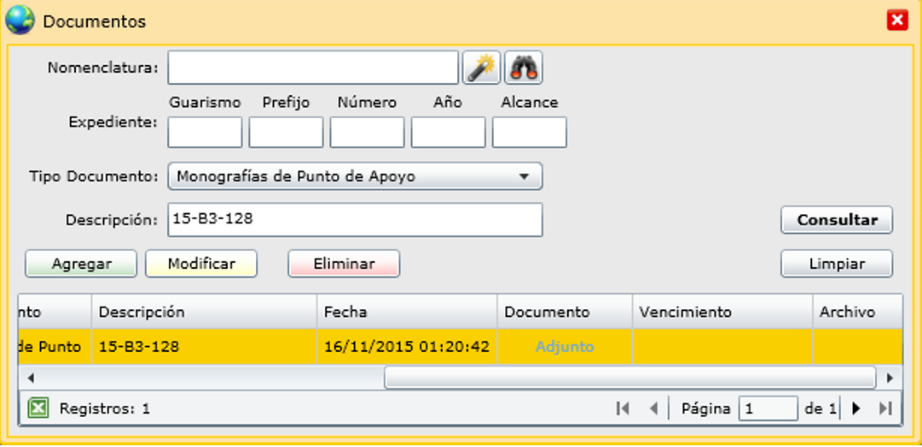 Documentos
Nomenclatura:
Guarismo Prefijo Número Año Alcance
Expediente:
Tipo Documento: Monografías de Punto de Apoyo
Descripción: 15-B3-128
Consultar
Agregar Modificar Eliminar Limpiar
nto Descripción Fecha Documento Vencimiento Archivo
de Punto 15-B3-128 16/11/2015 01:20:42 Adjunto
Registros: 1 Página 1 de 1